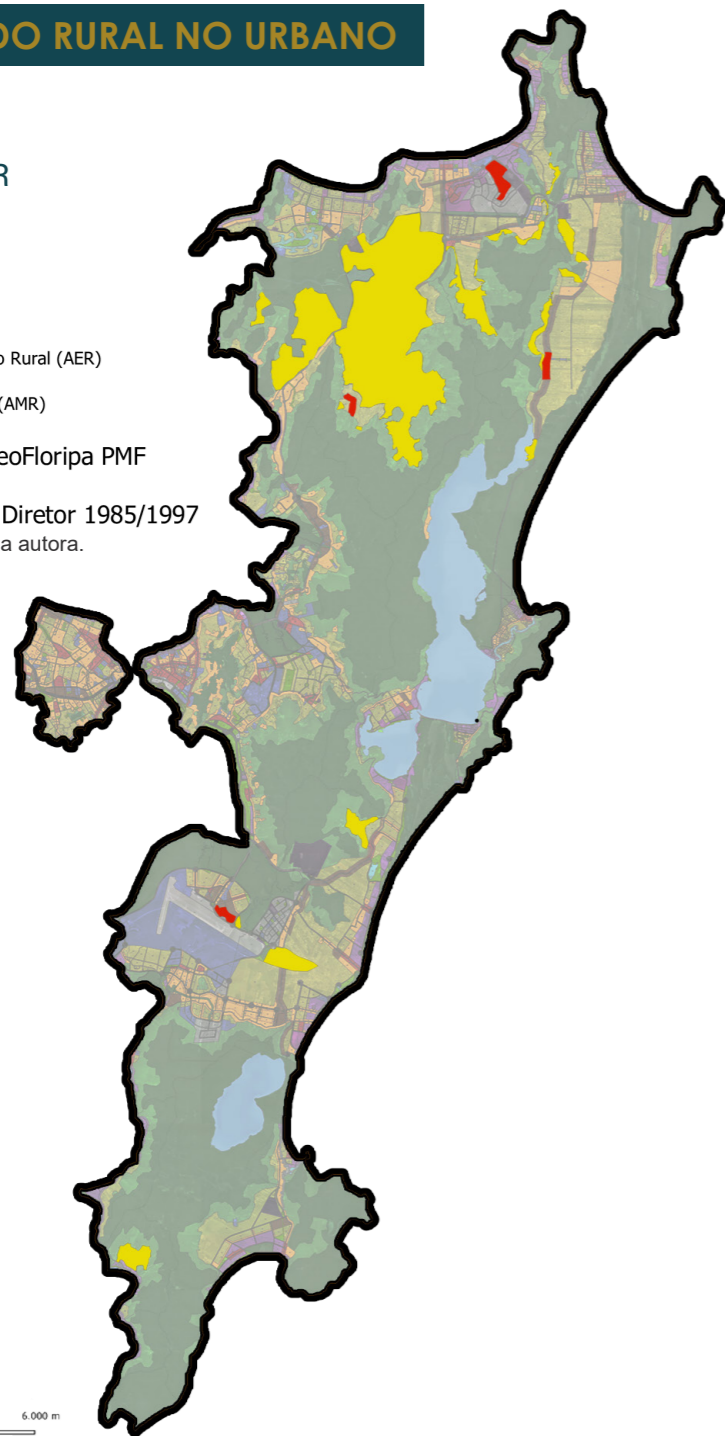 DO RURAL NO URBANO
R
o Rural (AER)
(AMR)
eoFloripa PMF
Diretor 1985/1997
a autora.
6.000 m